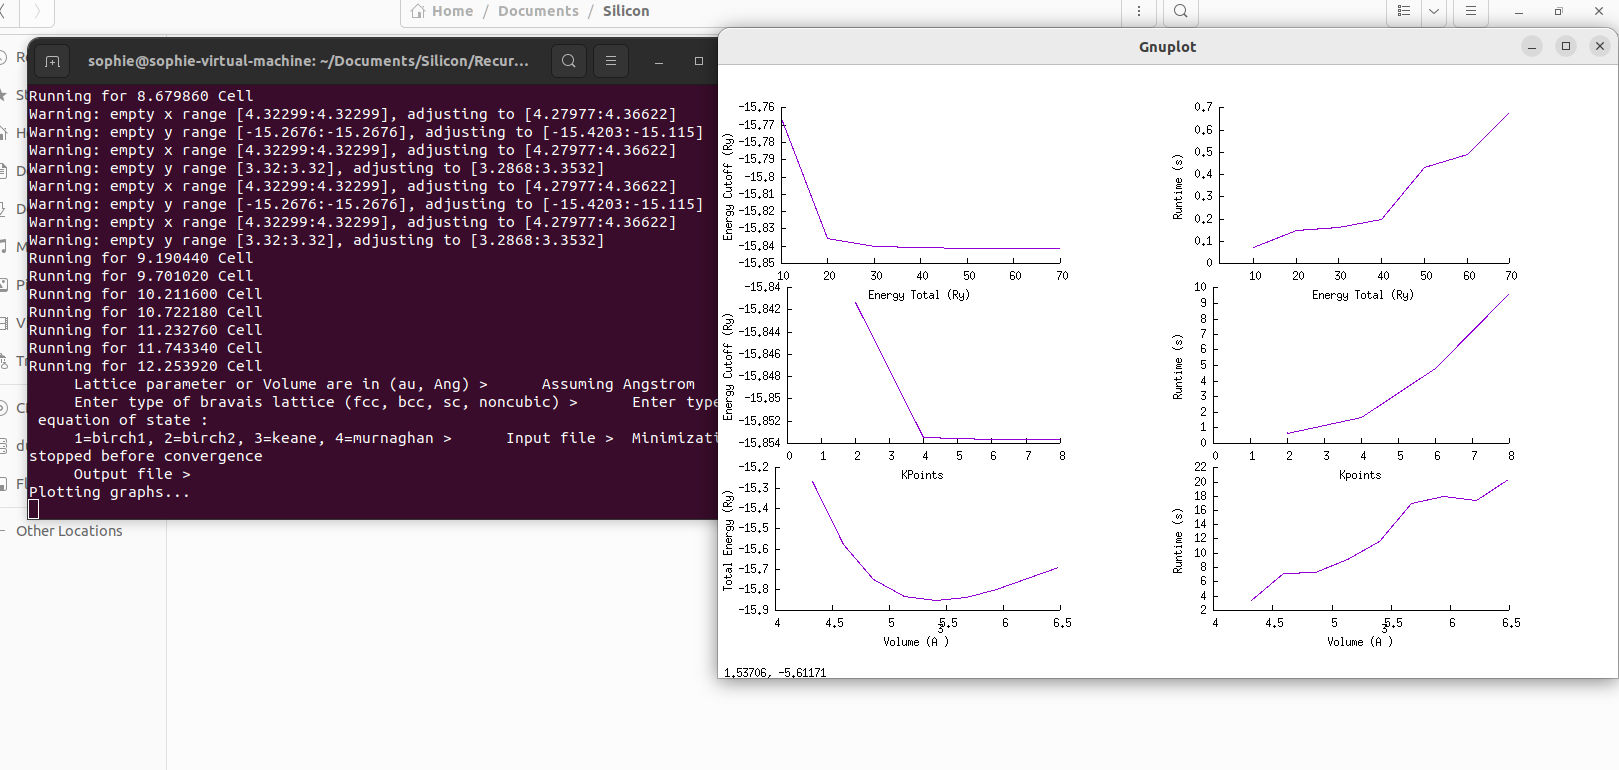 Home / Documents / Silicon
sophie@sophie-virtual-machine: ~/Documents/Silicon/Recur...
Running for 8.679860 Cell
Warning: empty x range [4.32299:4.32299], adjusting to [4.27977:4.36622]
Warning: empty y range [-15.2676:-15.2676], adjusting to [-15.4203:-15.115]
Warning: empty x range [4.32299:4.32299], adjusting to [4.27977:4.36622]
Warning: empty y range [3.32:3.32], adjusting to [3.2868:3.3532]
Warning: empty x range [4.32299:4.32299], adjusting to [4.27977:4.36622]
Warning: empty y range [-15.2676:-15.2676], adjusting to [-15.4203:-15.115]
Warning: empty x range [4.32299:4.32299], adjusting to [4.27977:4.36622]
Warning: empty y range [3.32:3.32], adjusting to [3.2868:3.3532]
Running for 9.190440 Cell
Running for 9.701020 Cell
Running for 10.211600 Cell
Running for 10.722180 Cell
Running for 11.232760 Cell
Running for 11.743340 Cell
Running for 12.253920 Cell
Lattice parameter or Volume are in (au, Ang) > Assuming Angstrom
Enter type of bravais lattice (fcc, bcc, sc, noncubic) > Enter type
equation of state :
1=birch1, 2=birch2, 3=keane, 4=murnaghan > Input file > Minimizati
stopped before convergence
Output file >
Plotting graphs...
Other Locations
Gnuplot
Energy Cutoff (Ry)
-15.76
-15.77
-15.78
-15.79
-15.8
-15.81
-15.82
-15.83
-15.84
-15.85
10 20 30 40 50 60 70
Energy Total (Ry)
Runtime (s)
0.7
0.6
0.5
0.4
0.3
0.2
0.1
0
10 20 30 40 50 60 70
Energy Total (Ry)
Energy Cutoff (Ry)
-15.84
-15.842
-15.844
-15.846
-15.848
-15.85
-15.852
-15.854
0 1 2 3 4 5 6 7 8
KPoints
Runtime (s)
10
9
8
7
6
5
4
3
2
1
0
0 1 2 3 4 5 6 7 8
Kpoints
Total Energy (Ry)
-15.2
-15.3
-15.4
-15.5
-15.6
-15.7
-15.8
-15.9
4 4.5 5 5.5 6 6.5
Volume (A 3)
Runtime (s)
22
20
18
16
14
12
10
8
6
4
2
4 4.5 5 5.5 6 6.5
Volume (A 3)
1.53706, -5.61171